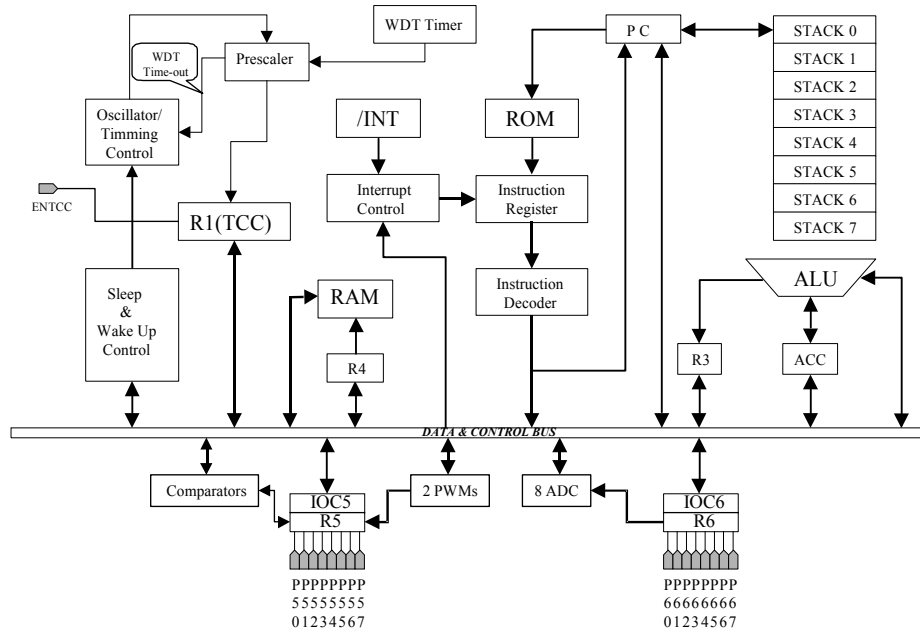 WDT Timer
P C
STACK 0
STACK 1
STACK 2
STACK 3
STACK 4
STACK 5
STACK 6
STACK 7
WDT
Time-out
Prescaler
Oscillator/
Timming
Control
/INT
ROM
Interrupt
Control
Instruction
Register
ENTCC
R1(TCC)
Sleep
&
Wake Up
Control
RAM
R4
Instruction
Decoder
ALU
R3
ACC
DATA & CONTROL BUS
Comparators
IOC5
R5
2 PWMs
8 ADC
IOC6
R6
PPPPPPPP
55555555
01234567
PPPPPPPP
66666666
01234567